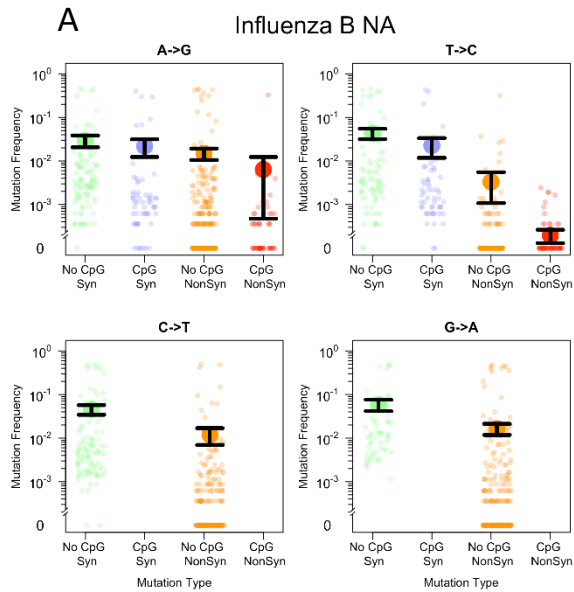 A
Influenza B NA
A->G
T->C
Mutation Frequency
10⁰
10⁻¹
10⁻²
10⁻³
0
No CpG Syn
CpG Syn
No CpG NonSyn
CpG NonSyn
Mutation Frequency
10⁰
10⁻¹
10⁻²
10⁻³
0
No CpG Syn
CpG Syn
No CpG NonSyn
CpG NonSyn
C->T
G->A
Mutation Frequency
10⁰
10⁻¹
10⁻²
10⁻³
0
No CpG Syn
CpG Syn
No CpG NonSyn
CpG NonSyn
Mutation Type
Mutation Frequency
10⁰
10⁻¹
10⁻²
10⁻³
0
No CpG Syn
CpG Syn
No CpG NonSyn
CpG NonSyn
Mutation Type